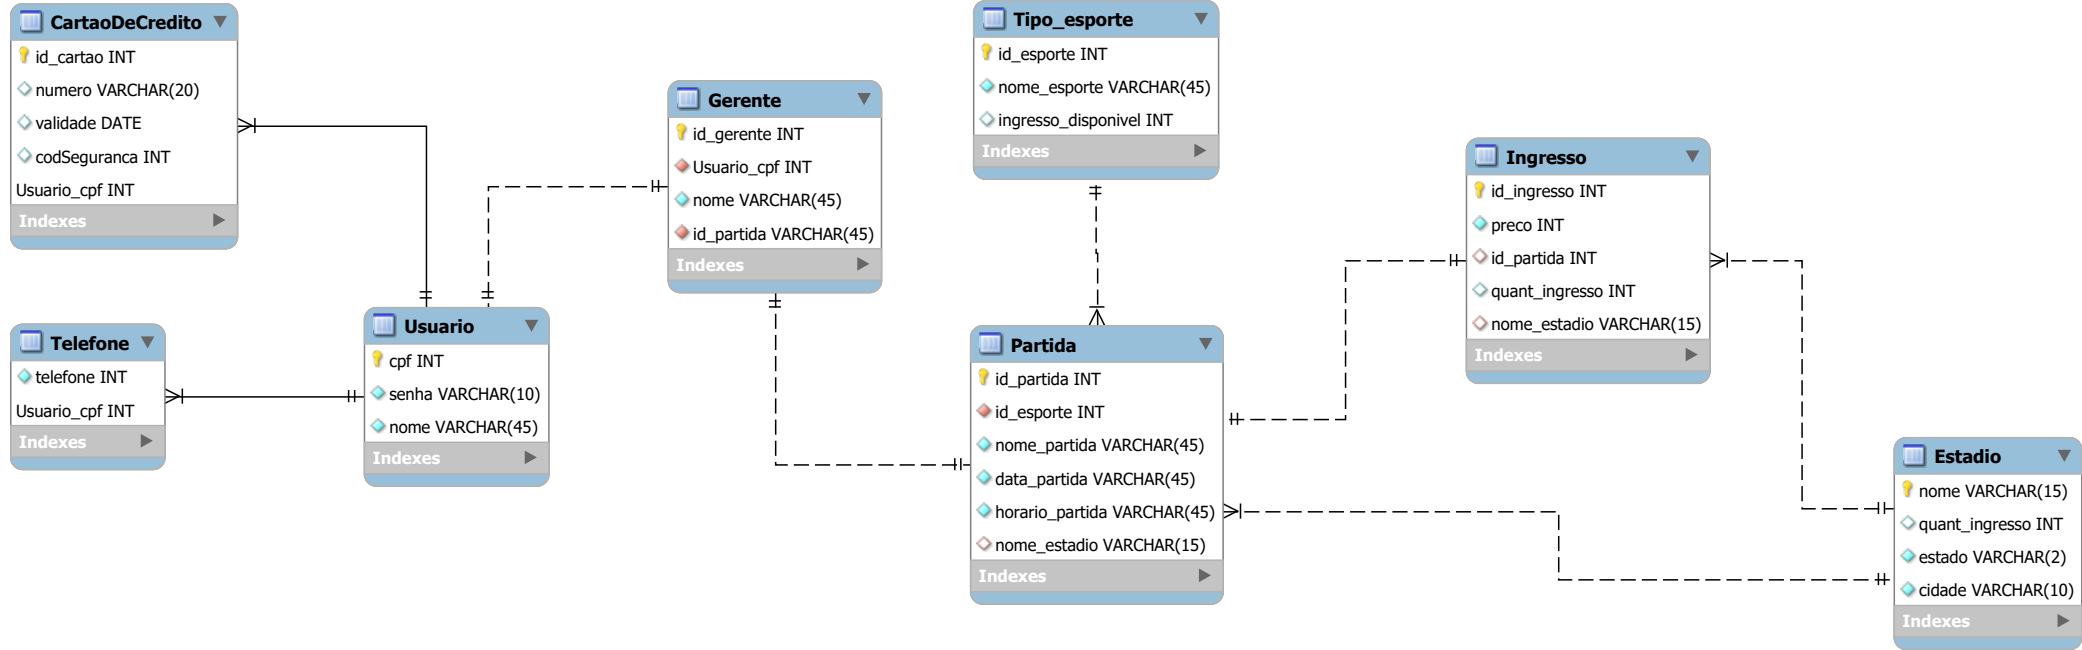 CartaoDeCredito
id_cartao INT
numero VARCHAR(20)
validade DATE
codSeguranca INT
Usuario_cpf INT
Indexes
Telefone
telefone INT
Usuario_cpf INT
Indexes
Usuario
cpf INT
senha VARCHAR(10)
nome VARCHAR(45)
Indexes
Gerente
id_gerente INT
Usuario_cpf INT
nome VARCHAR(45)
id_partida VARCHAR(45)
Indexes
Tipo_esporte
id_esporte INT
nome_esporte VARCHAR(45)
ingresso_disponivel INT
Indexes
Partida
id_partida INT
id_esporte INT
nome_partida VARCHAR(45)
data_partida VARCHAR(45)
horario_partida VARCHAR(45)
nome_estadio VARCHAR(15)
Indexes
Ingresso
id_ingresso INT
preco INT
id_partida INT
quant_ingresso INT
nome_estadio VARCHAR(15)
Indexes
Estadio
nome VARCHAR(15)
quant_ingresso INT
estado VARCHAR(2)
cidade VARCHAR(10)
Indexes